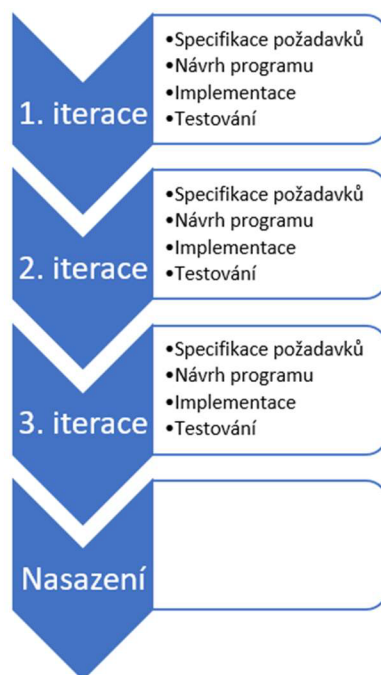 1. iterace
•Specifikace požadavků
•Návrh programu
•Implementace
•Testování
2. iterace
•Specifikace požadavků
•Návrh programu
•Implementace
•Testování
3. iterace
•Specifikace požadavků
•Návrh programu
•Implementace
•Testování
Nasazení